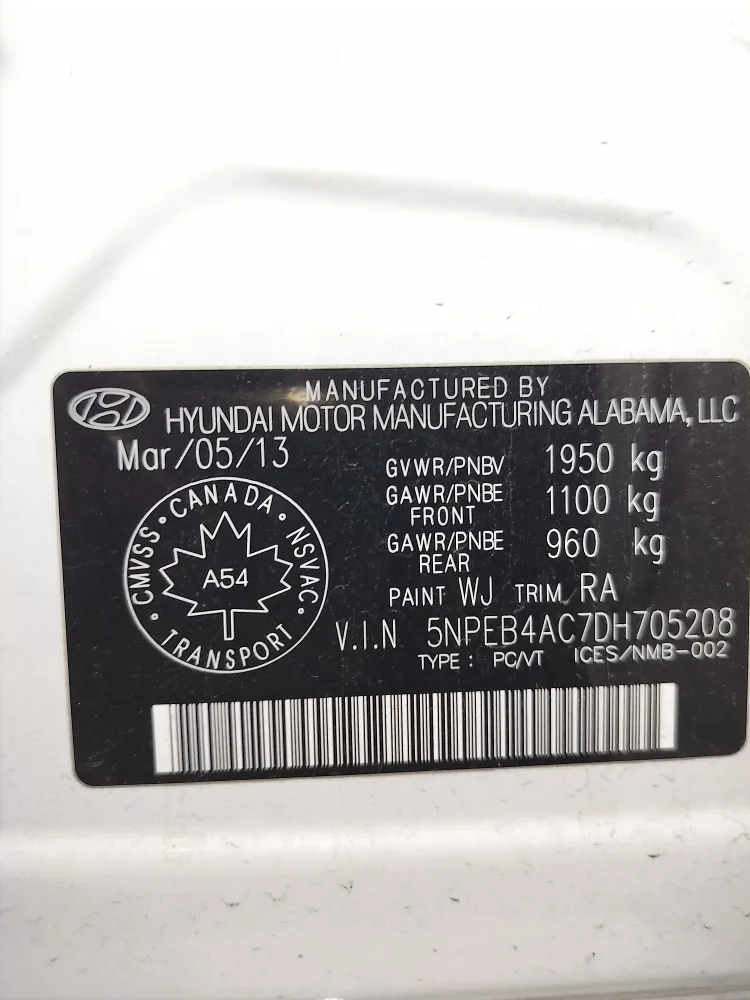 MANUFACTURED BY
HYUNDAI MOTOR MANUFACTURING ALABAMA, LLC
Mar/05/13
GVWR/PNBV 1950 kg
GAWR/PNBE FRONT 1100 kg
GAWR/PNBE REAR 960 kg
PAINT WJ TRIM RA
CMVSS · CANADA · NSVAC · TRANSPORT
A54
V.I.N 5NPEB4AC7DH705208
TYPE : PC/VT ICES/NMB-002